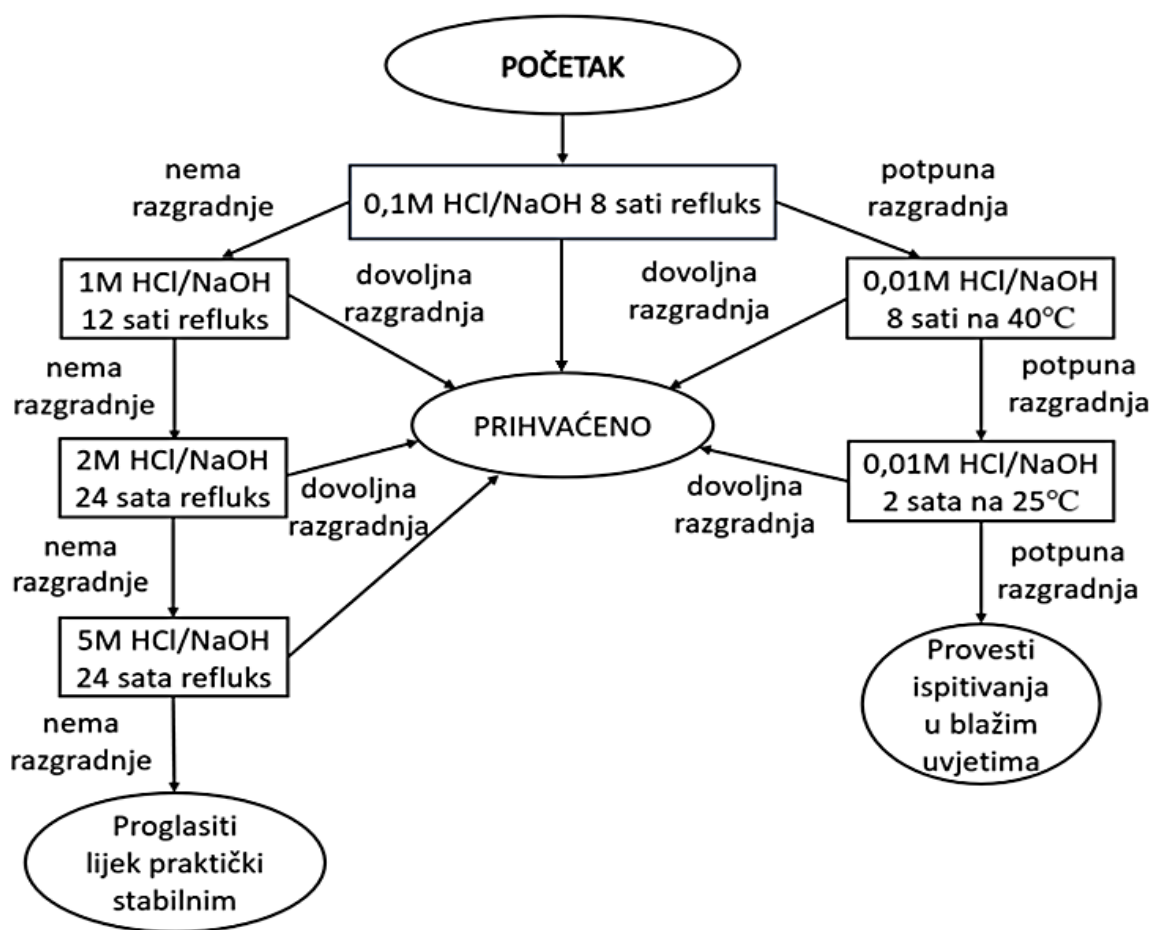 POČETAK
nema
razgradnje
0,1M HCl/NaOH 8 sati refluks
potpuna
razgradnja
1M HCl/NaOH
12 sati refluks
dovoljna
razgradnja
dovoljna
razgradnja
0,01M HCl/NaOH
8 sati na 40℃
nema
razgradnje
PRIHVAĆENO
potpuna
razgradnja
2M HCl/NaOH
24 sata refluks
dovoljna
razgradnja
dovoljna
razgradnja
0,01M HCl/NaOH
2 sata na 25℃
nema
razgradnje
potpuna
razgradnja
5M HCl/NaOH
24 sata refluks
Provesti
ispitivanja
u blažim
uvjetima
nema
razgradnje
Proglasiti
lijek praktički
stabilnim